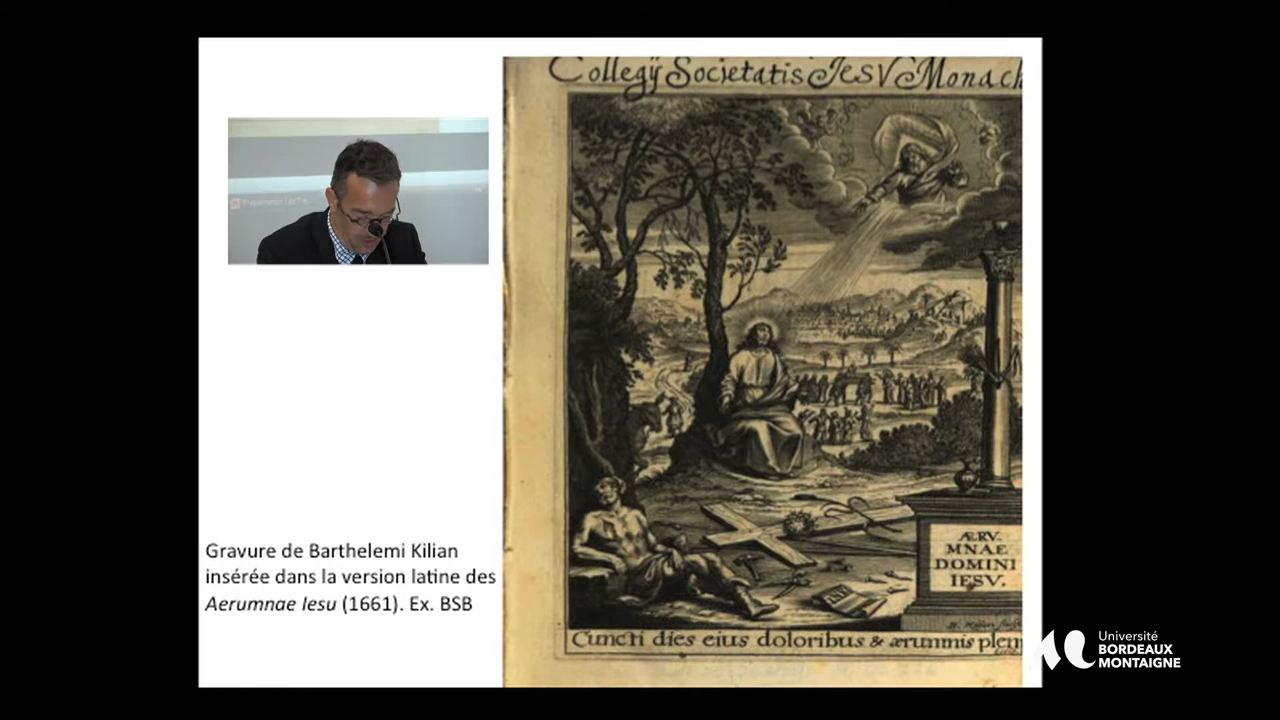 Collegij Societatis IESV Monach
ÆRV-
MNAE
DOMINI
IESV.
Cuncti dies eius doloribus & ærumnis plen
Gravure de Barthelemi Kilian
insérée dans la version latine des
Aerumnae Iesu (1661). Ex. BSB
Université
BORDEAUX
MONTAIGNE